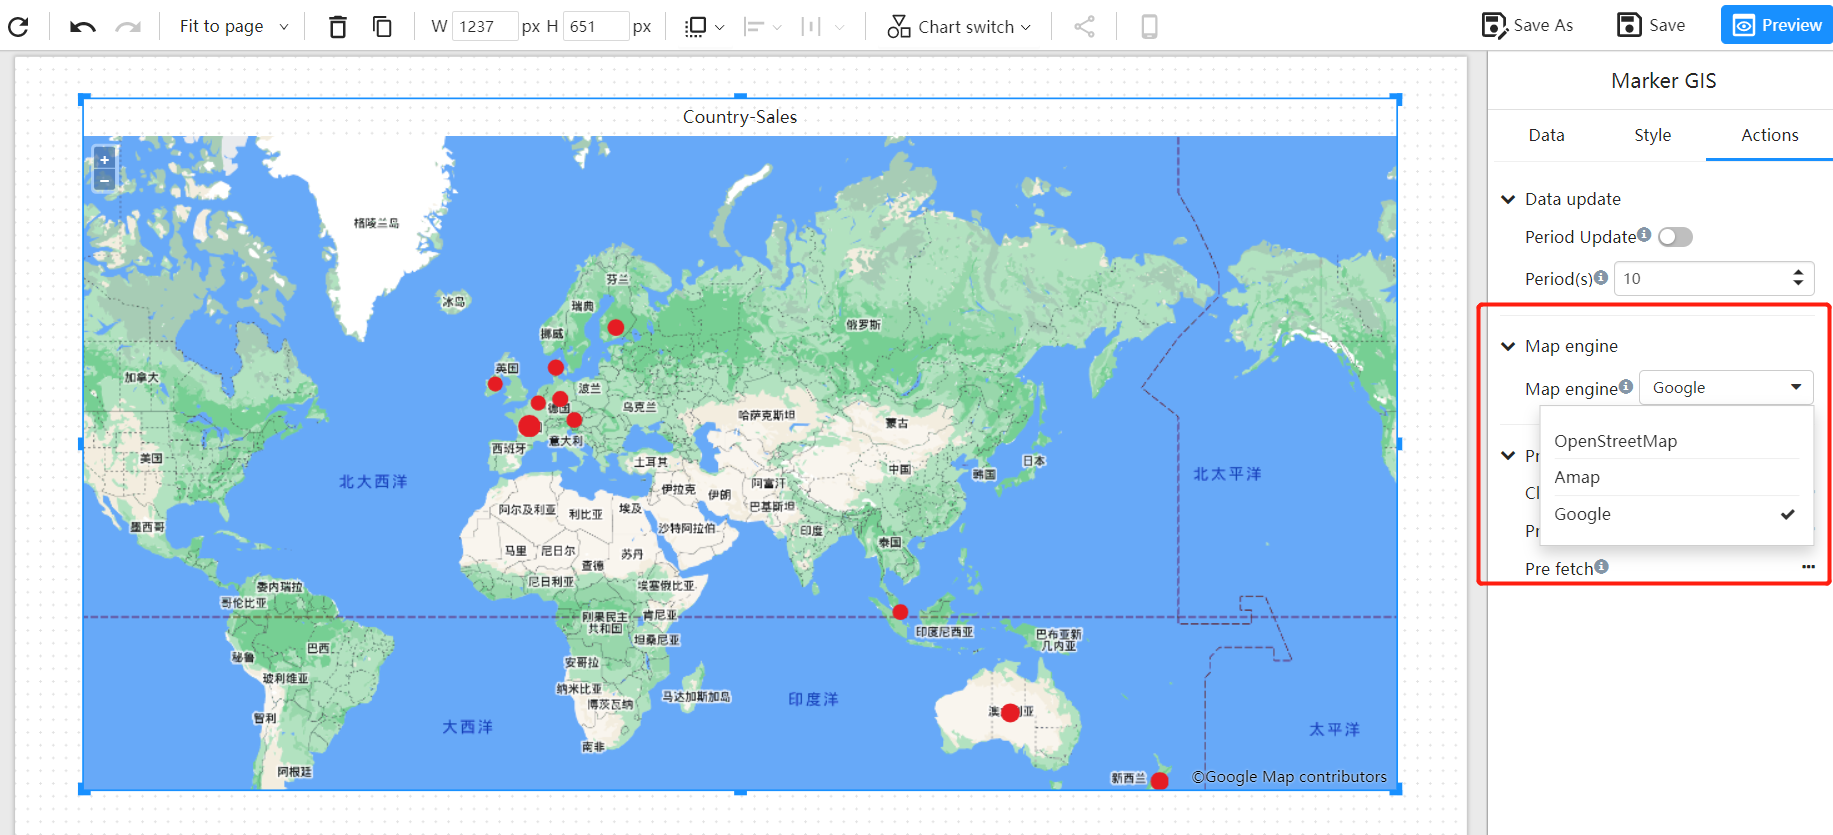 Fit to page
W 1237 px H 651 px
Chart switch
Save As
Save
Preview
Country-Sales
+
−
格陵兰岛
冰岛
芬兰
瑞典
挪威
俄罗斯
英国
加拿大
波兰
德国
乌克兰
哈萨克斯坦
蒙古
西班牙
意大利
美国
土耳其
中国
韩国
日本
北大西洋
北太平洋
伊拉克
伊朗
阿富汗
巴基斯坦
阿尔及利亚
利比亚
埃及
沙特阿拉伯
印度
墨西哥
马里
尼日尔
苏丹
泰国
查德
尼日利亚
埃塞俄比亚
委内瑞拉
哥伦比亚
刚果民主
共和国
肯尼亚
坦桑尼亚
印度尼西亚
巴布亚新
几内亚
巴西
秘鲁
安哥拉
玻利维亚
纳米比亚
博茨瓦纳
马达加斯加岛
印度洋
智利
大西洋
南非
太平洋
阿根廷
新西兰
©Google Map contributors
Marker GIS
Data
Style
Actions
Data update
Period Update
Period(s) 10
Map engine
Map engine Google
OpenStreetMap
Amap
Google
Pr
Cl
Pr
Pre fetch